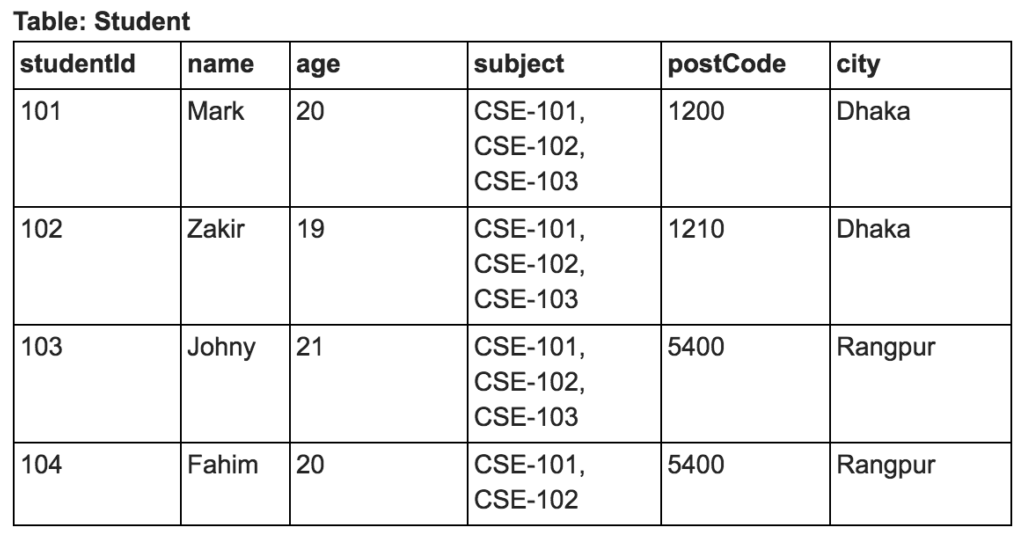 Table: Student
studentId name age subject postCode city
101 Mark 20 CSE-101, 1200 Dhaka
CSE-102,
CSE-103
102 Zakir 19 CSE-101, 1210 Dhaka
CSE-102,
CSE-103
103 Johny 21 CSE-101, 5400 Rangpur
CSE-102,
CSE-103
104 Fahim 20 CSE-101, 5400 Rangpur
CSE-102